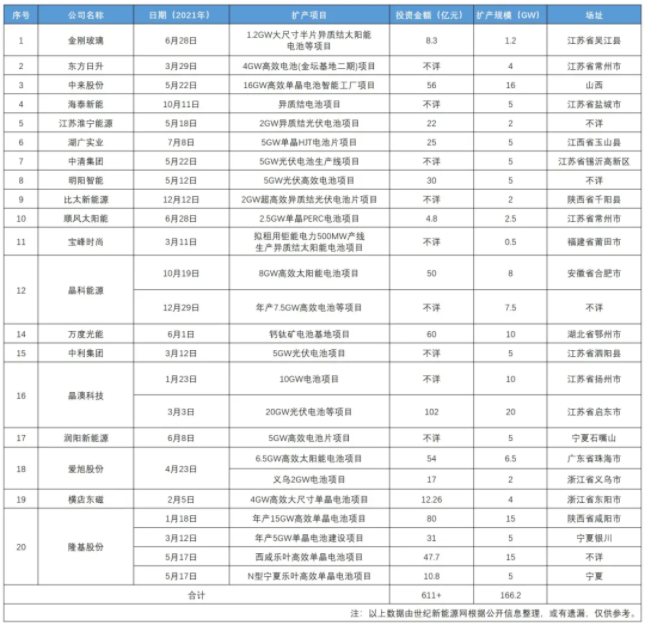 序号 公司名称 日期（2021年） 扩产项目 投资金额（亿元） 扩产规模（GW） 场址
1 金刚玻璃 6月28日 1.2GW大尺寸半片异质结太阳能
电池等项目 8.3 1.2 江苏省吴江县
2 东方日升 3月29日 4GW高效电池(金坛基地二期)项目 不详 4 江苏省常州市
3 中来股份 5月22日 16GW高效单晶电池智能工厂项目 56 16 山西
4 海泰新能 10月11日 异质结电池项目 不详 5 江苏省盐城市
5 江苏淮宁能源 5月18日 2GW异质结光伏电池项目 22 2 不详
6 湖广实业 7月8日 5GW单晶HJT电池片项目 25 5 江西省玉山县
7 中清集团 5月22日 5GW光伏电池生产线项目 不详 5 江苏省锡沂高新区
8 明阳智能 5月12日 5GW光伏高效电池项目 30 5 不详
9 比太新能源 12月12日 2GW超高效异质结光伏电池片项目 不详 2 陕西省千阳县
10 顺风太阳能 6月28日 2.5GW单晶PERC电池项目 4.8 2.5 江苏省常州市
11 宝峰时尚 3月11日 拟租用钜能电力500MW产线
生产异质结太阳能电池项目 不详 0.5 福建省莆田市
12 晶科能源 10月19日 8GW高效太阳能电池项目 50 8 安徽省合肥市
12月29日 年产7.5GW高效电池等项目 不详 7.5 不详
14 万度光能 6月1日 钙钛矿电池基地项目 60 10 湖北省鄂州市
15 中利集团 3月12日 5GW光伏电池项目 不详 5 江苏省泗阳县
16 晶澳科技 1月23日 10GW电池项目 不详 10 江苏省扬州市
3月3日 20GW光伏电池等项目 102 20 江苏省启东市
17 润阳新能源 6月8日 5GW高效电池片项目 不详 5 宁夏石嘴山
18 爱旭股份 4月23日 6.5GW高效太阳能电池项目 54 6.5 广东省珠海市
义乌2GW电池项目 17 2 浙江省义乌市
19 横店东磁 2月5日 4GW高效大尺寸单晶电池项目 12.26 4 浙江省东阳市
20 隆基股份 1月18日 年产15GW高效单晶电池项目 80 15 陕西省咸阳市
3月12日 年产5GW单晶电池建设项目 31 5 宁夏银川
5月17日 西咸乐叶高效单晶电池项目 47.7 15 不详
5月17日 N型宁夏乐叶高效单晶电池项目 10.8 5 宁夏
合计 611+ 166.2
注：以上数据由世纪新能源网根据公开信息整理，或有遗漏，仅供参考。